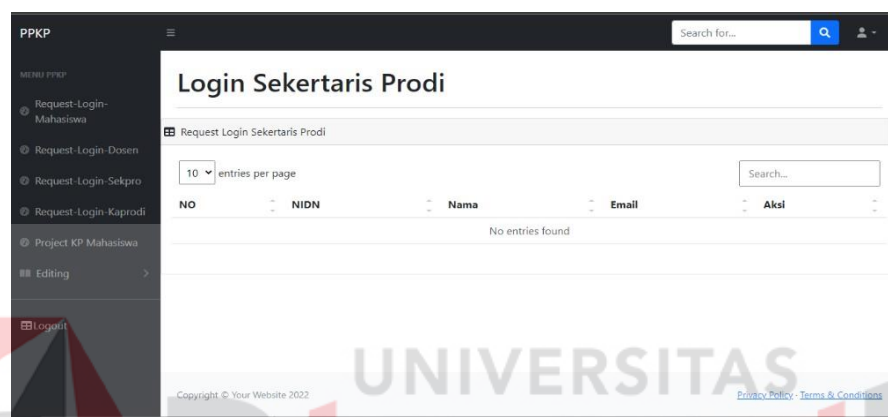 PPKP
Search for...
MENU PPKP
Request-Login-
Mahasiswa
Request-Login-Dosen
Request-Login-Sekpro
Request-Login-Kaprodi
Project KP Mahasiswa
Editing
Logout
Login Sekertaris Prodi
Request Login Sekertaris Prodi
10 entries per page
Search...
NO NIDN Nama Email Aksi
No entries found
UNIVERSITAS
Copyright © Your Website 2022
Privacy Policy · Terms & Conditions